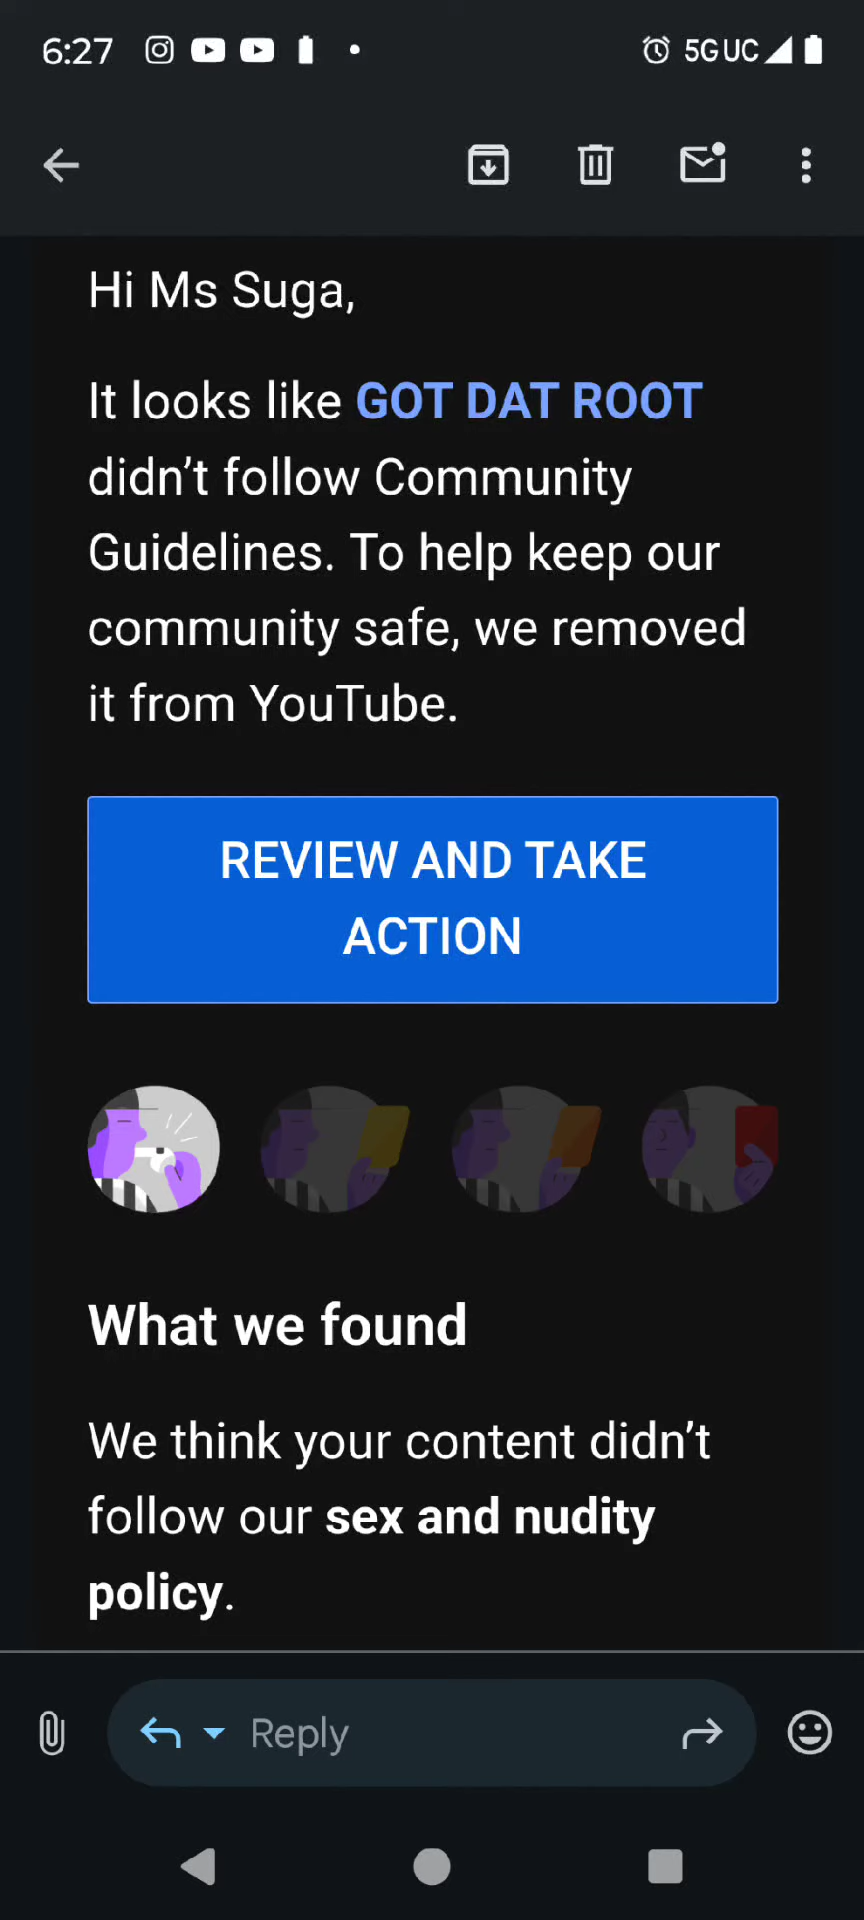 6:27
5G UC
Hi Ms Suga,
It looks like GOT DAT ROOT
didn’t follow Community
Guidelines. To help keep our
community safe, we removed
it from YouTube.
REVIEW AND TAKE
ACTION
What we found
We think your content didn’t
follow our sex and nudity
policy.
Reply